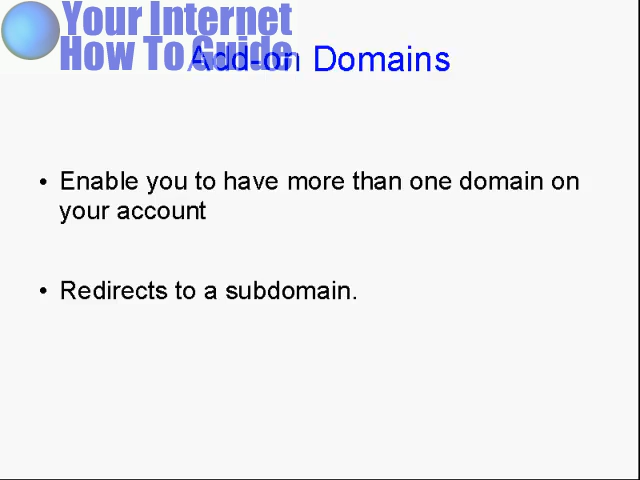 Your Internet
How To Guide
Add-on Domains
• Enable you to have more than one domain on
your account
• Redirects to a subdomain.